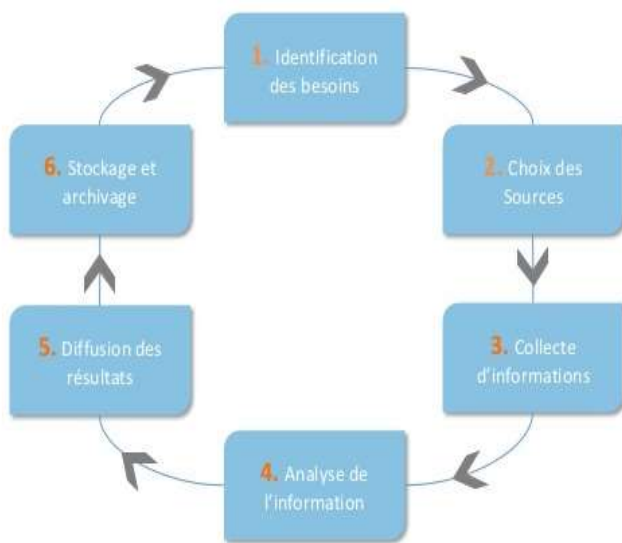 1. Identification
des besoins
2. Choix des
Sources
3. Collecte
d'informations
4. Analyse de
l'information
5. Diffusion des
résultats
6. Stockage et
archivage